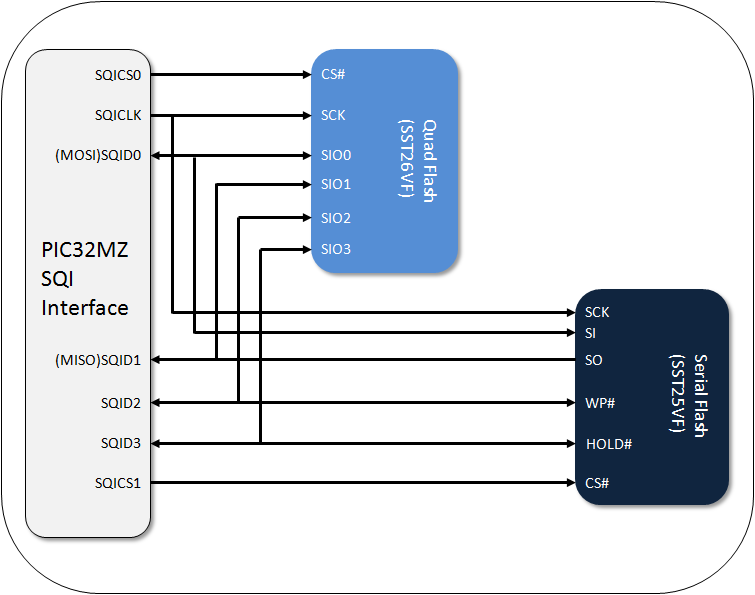 SQICS0
SQICLK
(MOSI)SQID0
PIC32MZ
SQI
Interface
(MISO)SQID1
SQID2
SQID3
SQICS1
CS#
SCK
SIO0
SIO1
SIO2
SIO3
Quad Flash
(SST26VF)
SCK
SI
SO
WP#
HOLD#
CS#
Serial Flash
(SST25VF)